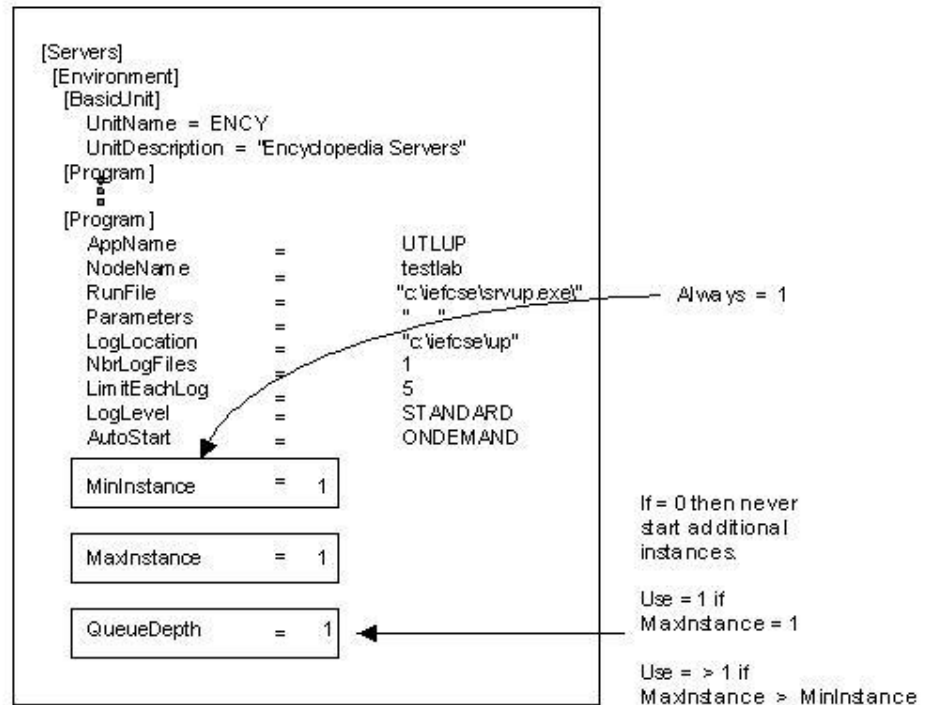 [Servers]
[Environment]
[BasicUnit]
UnitName = ENCY
UnitDescription = "Encyclopedia Servers"
[Program]
[Program]
AppName = UTLUP
NodeName = testlab
RunFile = "c:\iefcse\srvup.exe\"
Parameters = " "
LogLocation = "c:\iefcse\up"
NbrLogFiles = 1
LimitEachLog = 5
LogLevel = STANDARD
AutoStart = ONDEMAND
MinInstance = 1
MaxInstance = 1
QueueDepth = 1
Always = 1
If = 0 then never
start additional
instances.
Use = 1 if
MaxInstance = 1
Use = > 1 if
MaxInstance > MinInstance